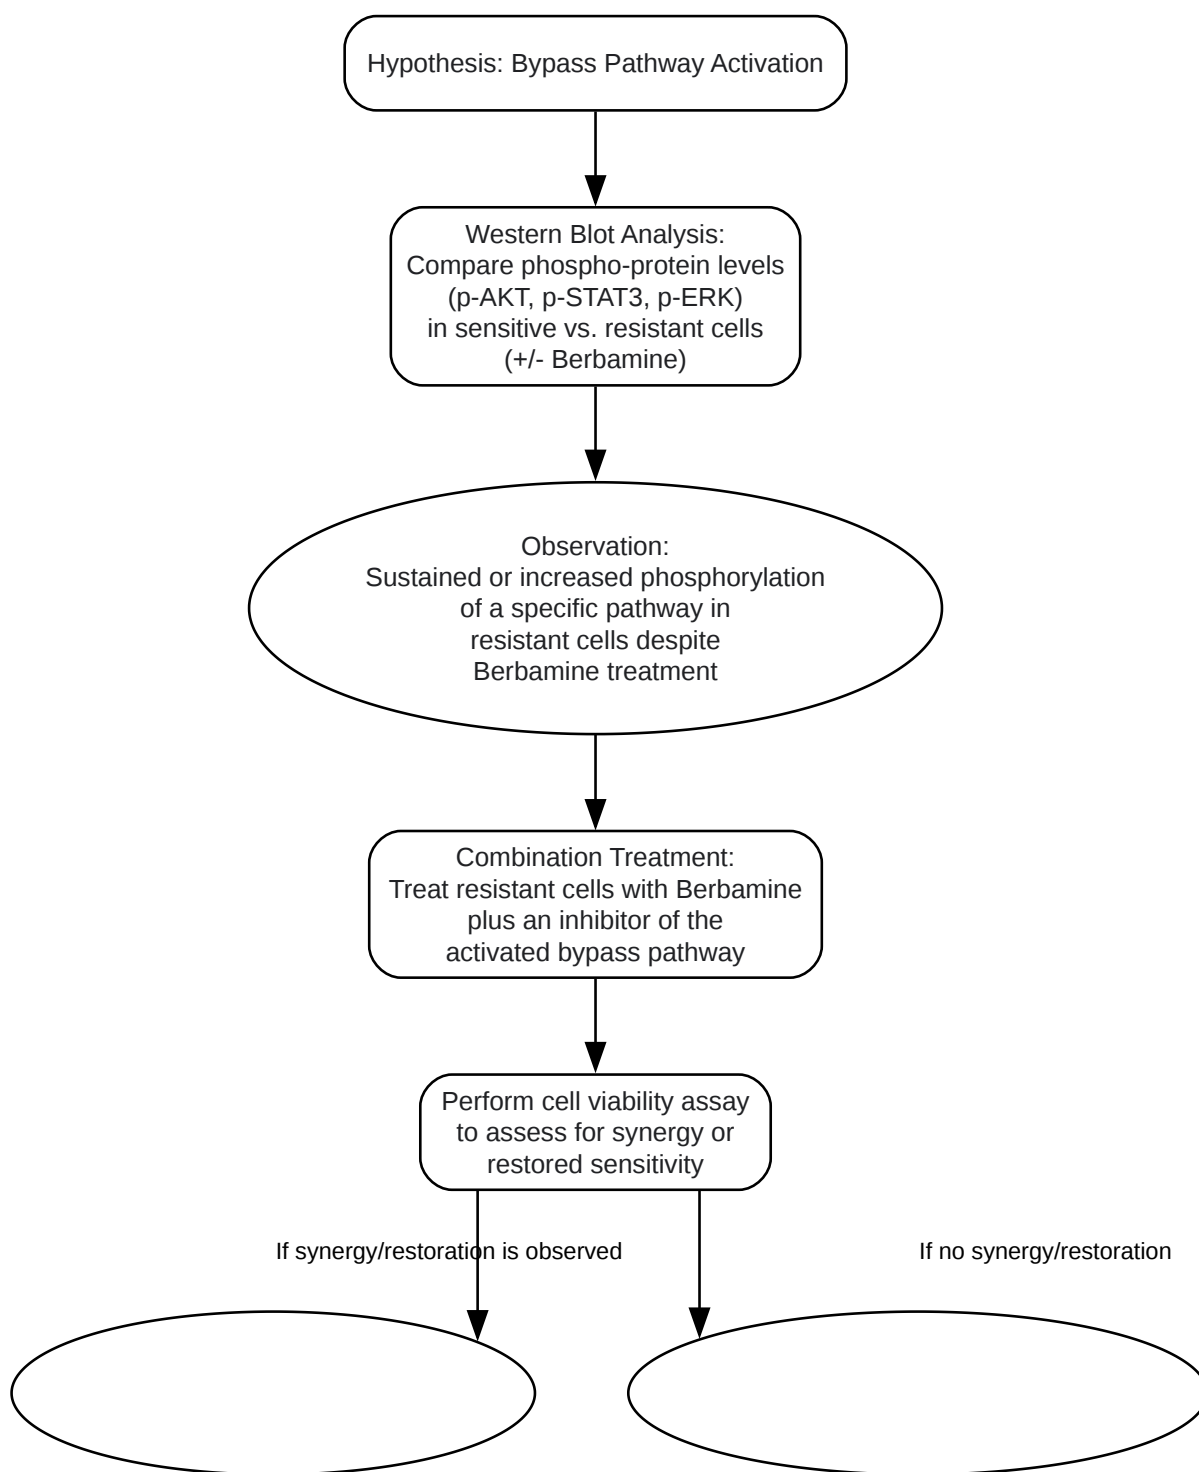 Hypothesis: Bypass Pathway Activation
Western Blot Analysis:
Compare phospho-protein levels
(p-AKT, p-STAT3, p-ERK)
in sensitive vs. resistant cells
(+/- Berbamine)
Observation:
Sustained or increased phosphorylation
of a specific pathway in
resistant cells despite
Berbamine treatment
Combination Treatment:
Treat resistant cells with Berbamine
plus an inhibitor of the
activated bypass pathway
Perform cell viability assay
to assess for synergy or
restored sensitivity
If synergy/restoration is observed
If no synergy/restoration